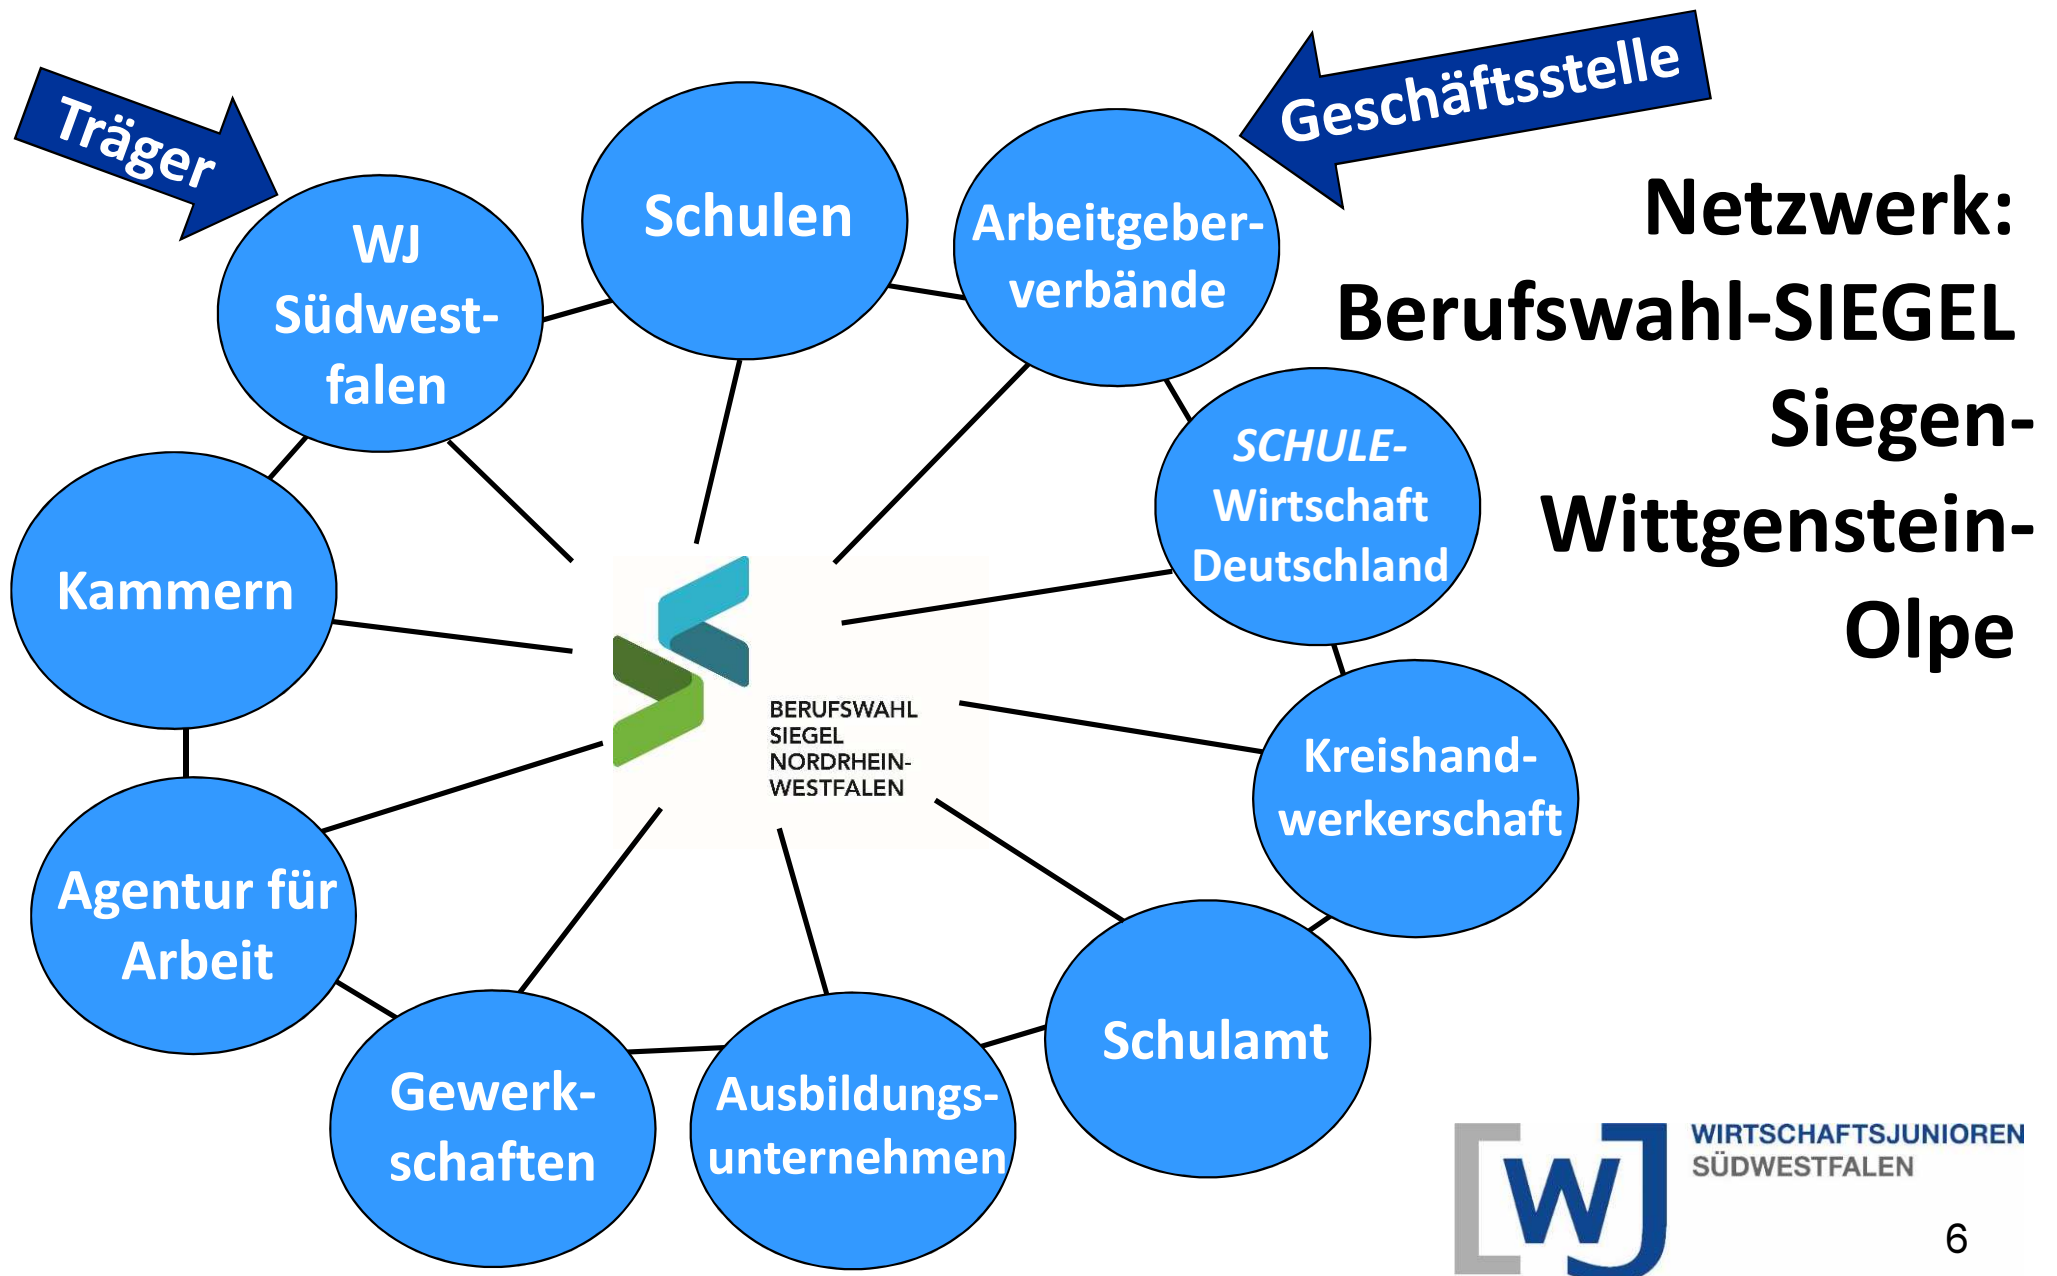 Träger
Geschäftsstelle
Netzwerk:
Berufswahl-SIEGEL
Siegen-
Wittgenstein-
Olpe
WJ
Südwest-
falen
Schulen
Arbeitgeber-
verbände
SCHULE-
Wirtschaft
Deutschland
Kreishand-
werkerschaft
Schulamt
Ausbildungs-
unternehmen
Gewerk-
schaften
Agentur für
Arbeit
Kammern
BERUFSWAHL
SIEGEL
NORDRHEIN-
WESTFALEN
WJ
WIRTSCHAFTSJUNIOREN
SÜDWESTFALEN
6